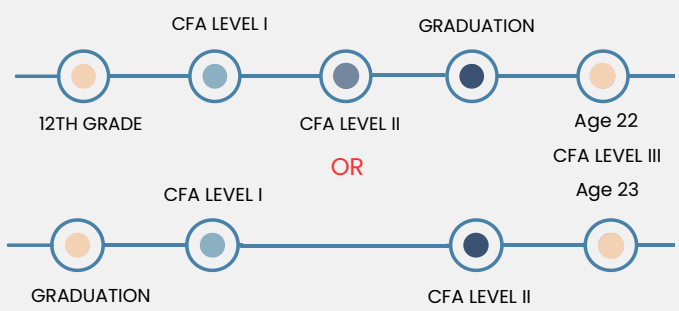 CFA LEVEL I
GRADUATION
12TH GRADE
CFA LEVEL II
Age 22
CFA LEVEL III
OR
Age 23
CFA LEVEL I
GRADUATION
CFA LEVEL II